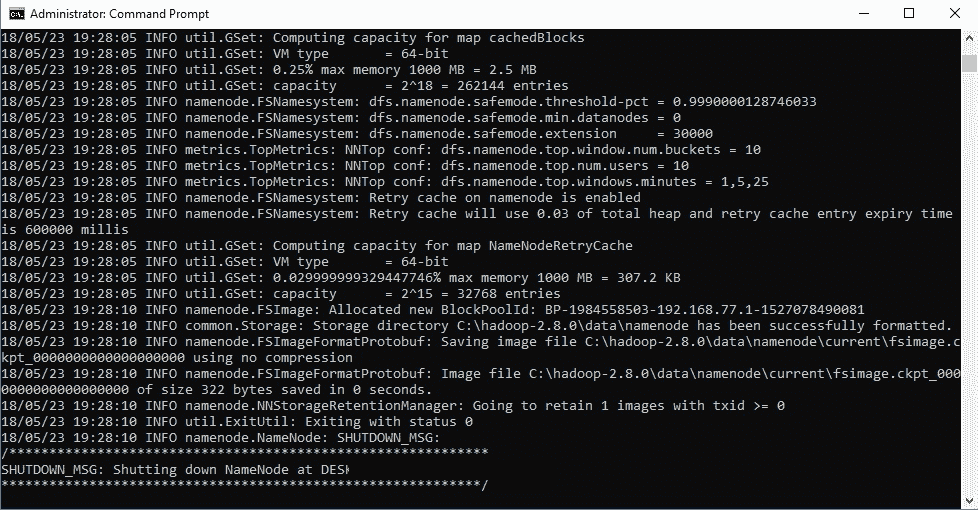 Administrator: Command Prompt
18/05/23 19:28:05 INFO util.GSet: Computing capacity for map cachedBlocks
18/05/23 19:28:05 INFO util.GSet: VM type       = 64-bit
18/05/23 19:28:05 INFO util.GSet: 0.25% max memory 1000 MB = 2.5 MB
18/05/23 19:28:05 INFO util.GSet: capacity      = 2^18 = 262144 entries
18/05/23 19:28:05 INFO namenode.FSNamesystem: dfs.namenode.safemode.threshold-pct = 0.9990000128746033
18/05/23 19:28:05 INFO namenode.FSNamesystem: dfs.namenode.safemode.min.datanodes = 0
18/05/23 19:28:05 INFO namenode.FSNamesystem: dfs.namenode.safemode.extension     = 30000
18/05/23 19:28:05 INFO metrics.TopMetrics: NNTop conf: dfs.namenode.top.window.num.buckets = 10
18/05/23 19:28:05 INFO metrics.TopMetrics: NNTop conf: dfs.namenode.top.num.users = 10
18/05/23 19:28:05 INFO metrics.TopMetrics: NNTop conf: dfs.namenode.top.windows.minutes = 1,5,25
18/05/23 19:28:05 INFO namenode.FSNamesystem: Retry cache on namenode is enabled
18/05/23 19:28:05 INFO namenode.FSNamesystem: Retry cache will use 0.03 of total heap and retry cache entry expiry time
is 600000 millis
18/05/23 19:28:05 INFO util.GSet: Computing capacity for map NameNodeRetryCache
18/05/23 19:28:05 INFO util.GSet: VM type       = 64-bit
18/05/23 19:28:05 INFO util.GSet: 0.029999999329447746% max memory 1000 MB = 307.2 KB
18/05/23 19:28:05 INFO util.GSet: capacity      = 2^15 = 32768 entries
18/05/23 19:28:10 INFO namenode.FSImage: Allocated new BlockPoolId: BP-1984558503-192.168.77.1-1527078490081
18/05/23 19:28:10 INFO common.Storage: Storage directory C:\hadoop-2.8.0\data\namenode has been successfully formatted.
18/05/23 19:28:10 INFO namenode.FSImageFormatProtobuf: Saving image file C:\hadoop-2.8.0\data\namenode\current\fsimage.c
kpt_0000000000000000000 using no compression
18/05/23 19:28:10 INFO namenode.FSImageFormatProtobuf: Image file C:\hadoop-2.8.0\data\namenode\current\fsimage.ckpt_000
0000000000000000 of size 322 bytes saved in 0 seconds.
18/05/23 19:28:10 INFO namenode.NNStorageRetentionManager: Going to retain 1 images with txid >= 0
18/05/23 19:28:10 INFO util.ExitUtil: Exiting with status 0
18/05/23 19:28:10 INFO namenode.NameNode: SHUTDOWN_MSG:
/************************************************************
SHUTDOWN_MSG: Shutting down NameNode at
************************************************************/